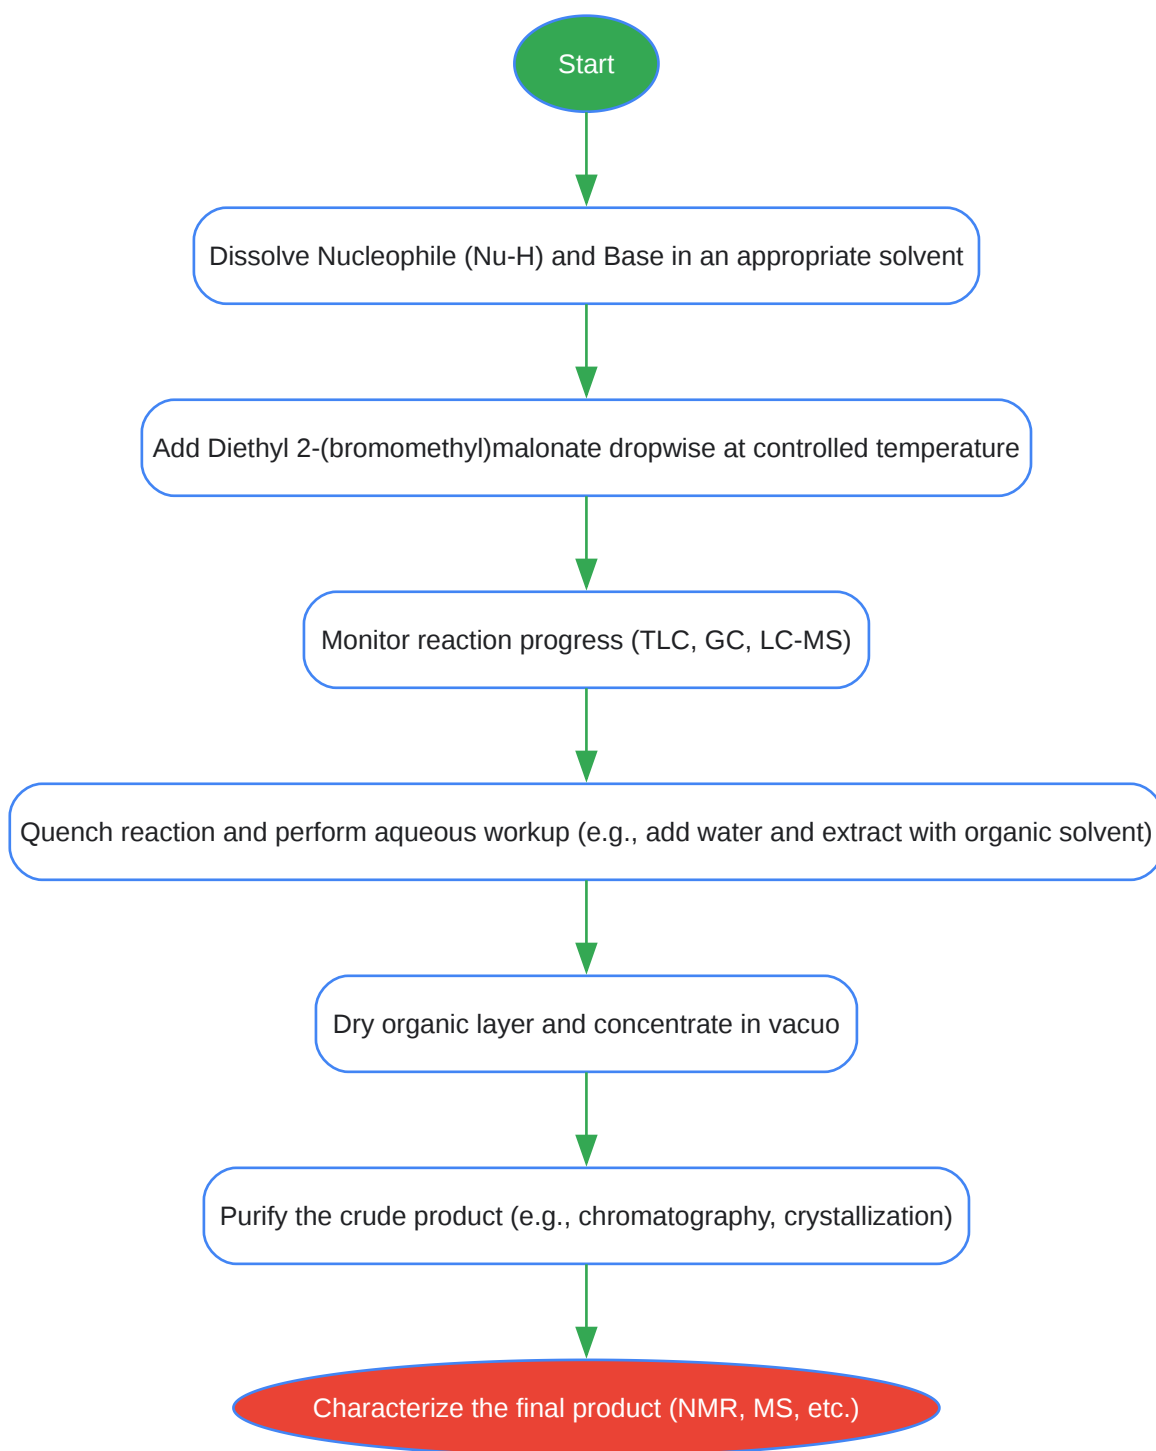 Start
Dissolve Nucleophile (Nu-H) and Base in an appropriate solvent
Add Diethyl 2-(bromomethyl)malonate dropwise at controlled temperature
Monitor reaction progress (TLC, GC, LC-MS)
Quench reaction and perform aqueous workup (e.g., add water and extract with organic solvent)
Dry organic layer and concentrate in vacuo
Purify the crude product (e.g., chromatography, crystallization)
Characterize the final product (NMR, MS, etc.)